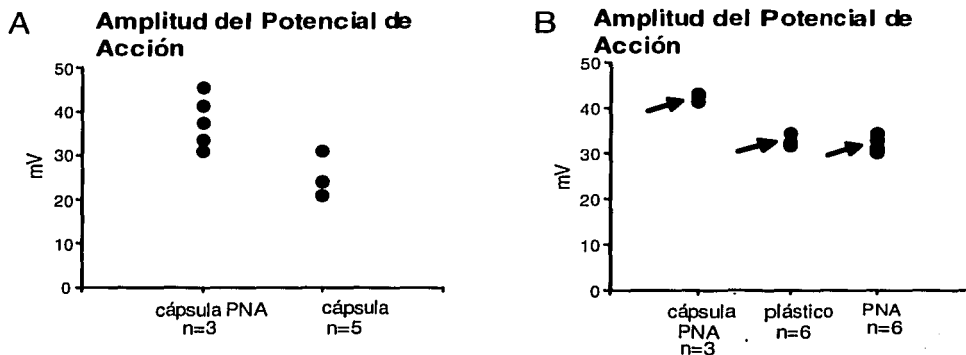 A
Amplitud del Potencial de
Acción
50
40
30
20
10
0
mV
cápsula PNA
n=3
cápsula
n=5
B
Amplitud del Potencial de
Acción
50
40
30
20
10
0
mV
cápsula
PNA
n=3
plástico
n=6
PNA
n=6